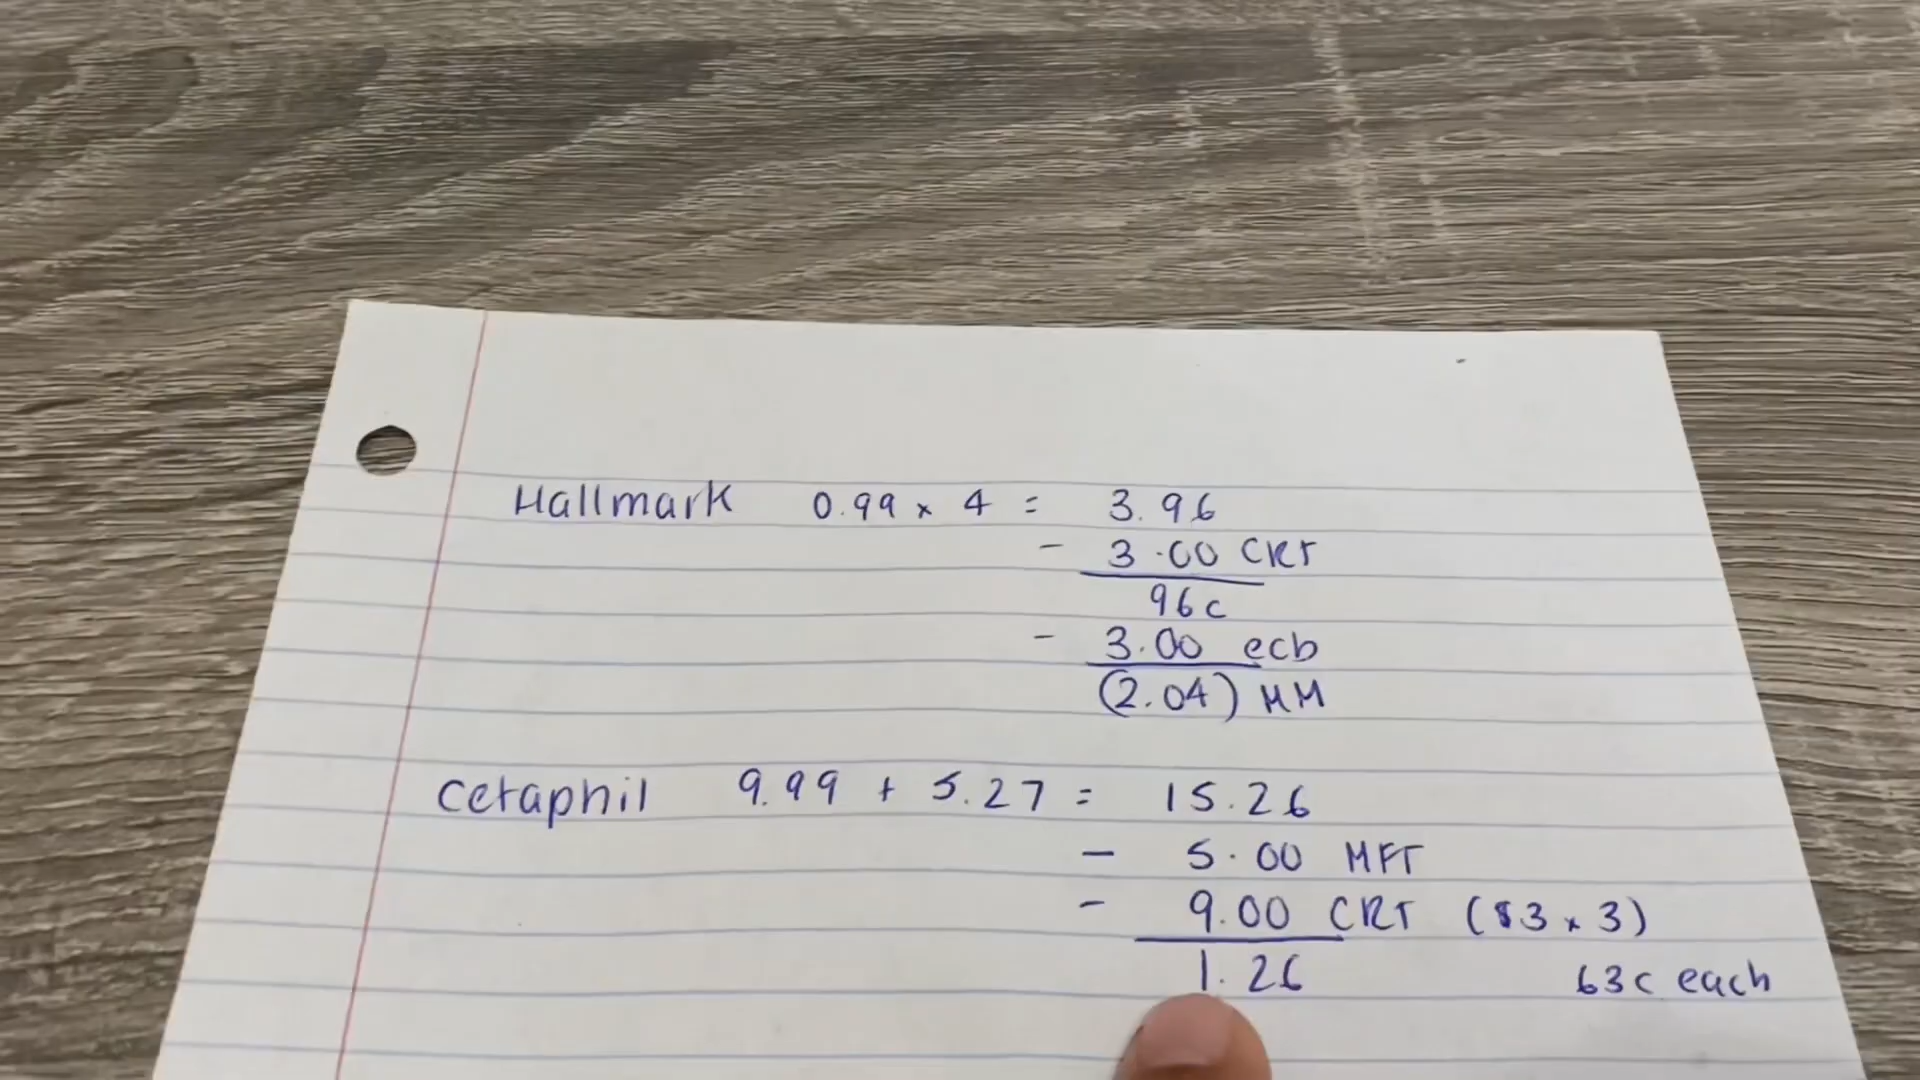 Hallmark 0.99 x 4 = 3.96
- 3.00 CRT
96c
- 3.00 ecb
(2.04) MM
Cetaphil 9.99 + 5.27 = 15.26
- 5.00 MFT
- 9.00 CRT ($3 x 3)
1.26 63c each